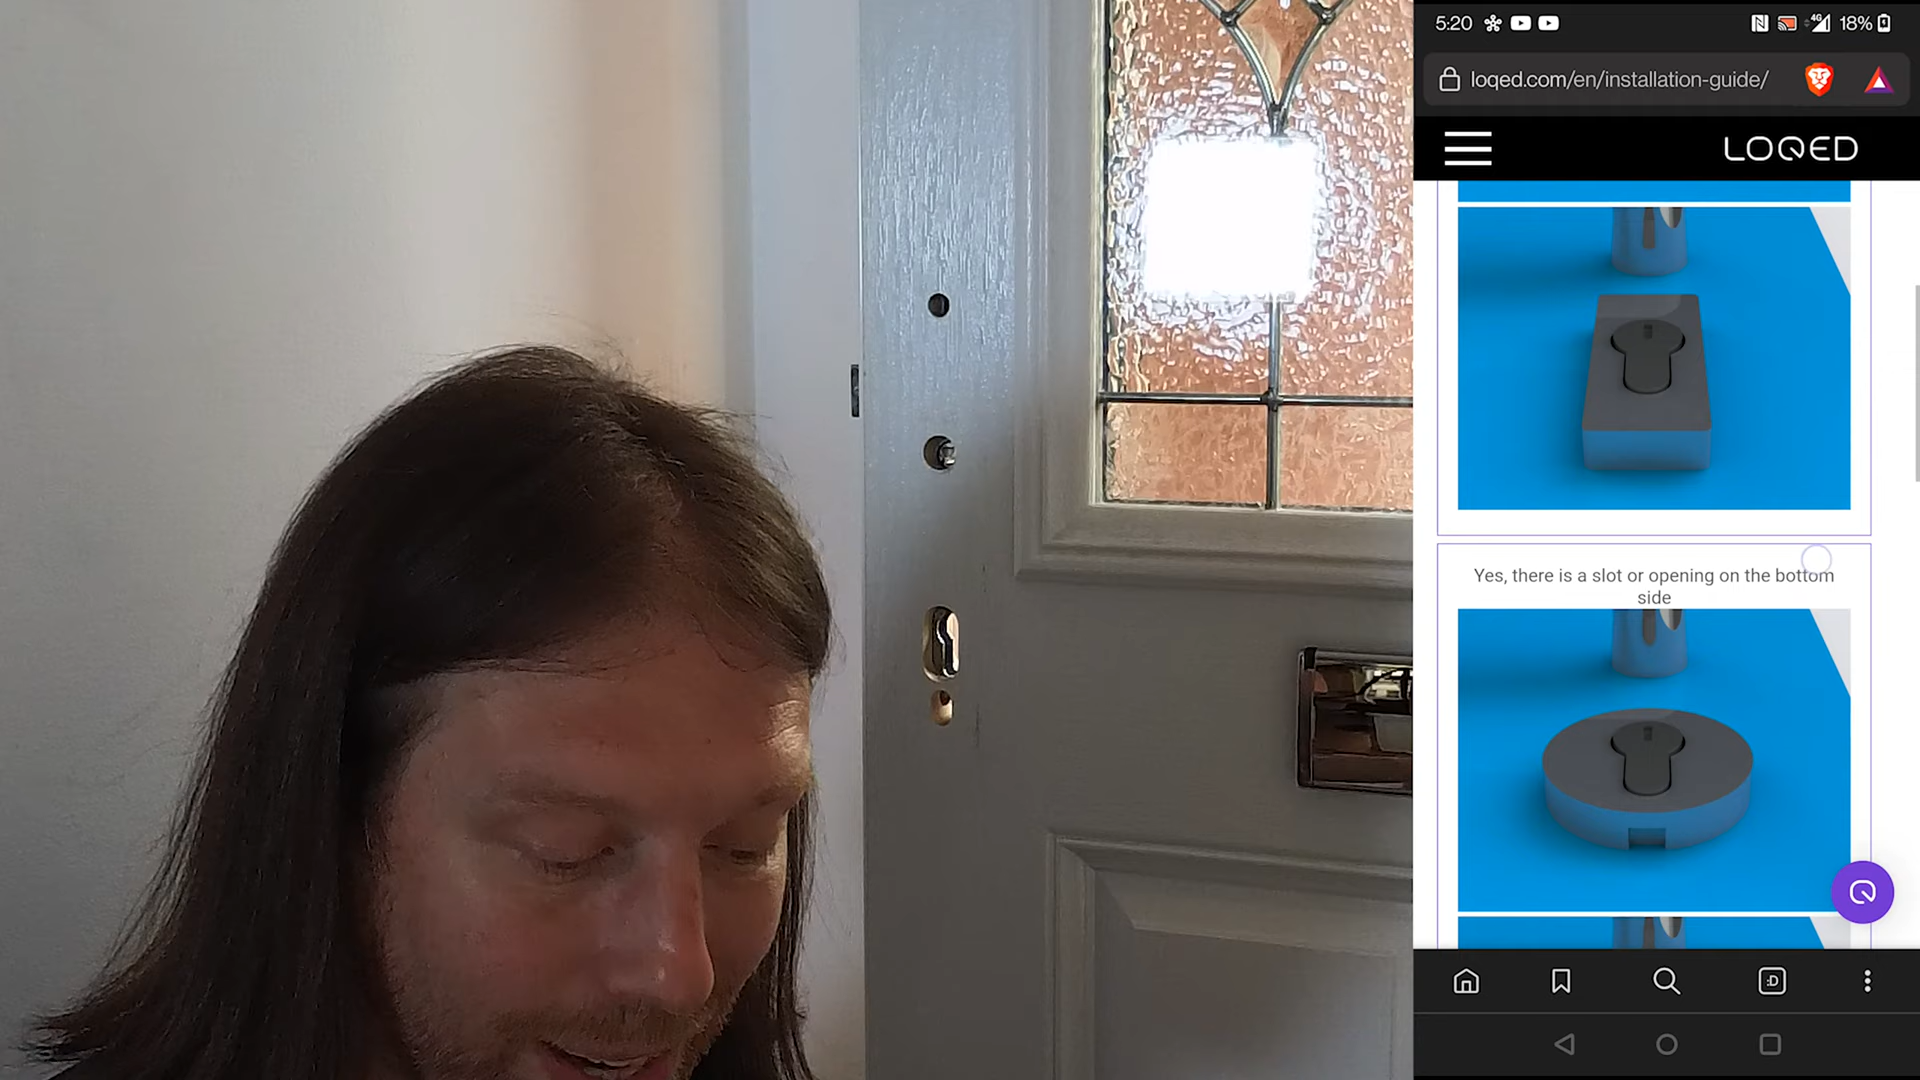 5:20
4G
18%
loqed.com/en/installation-guide/
LOQED
Yes, there is a slot or opening on the bottom
side
:D